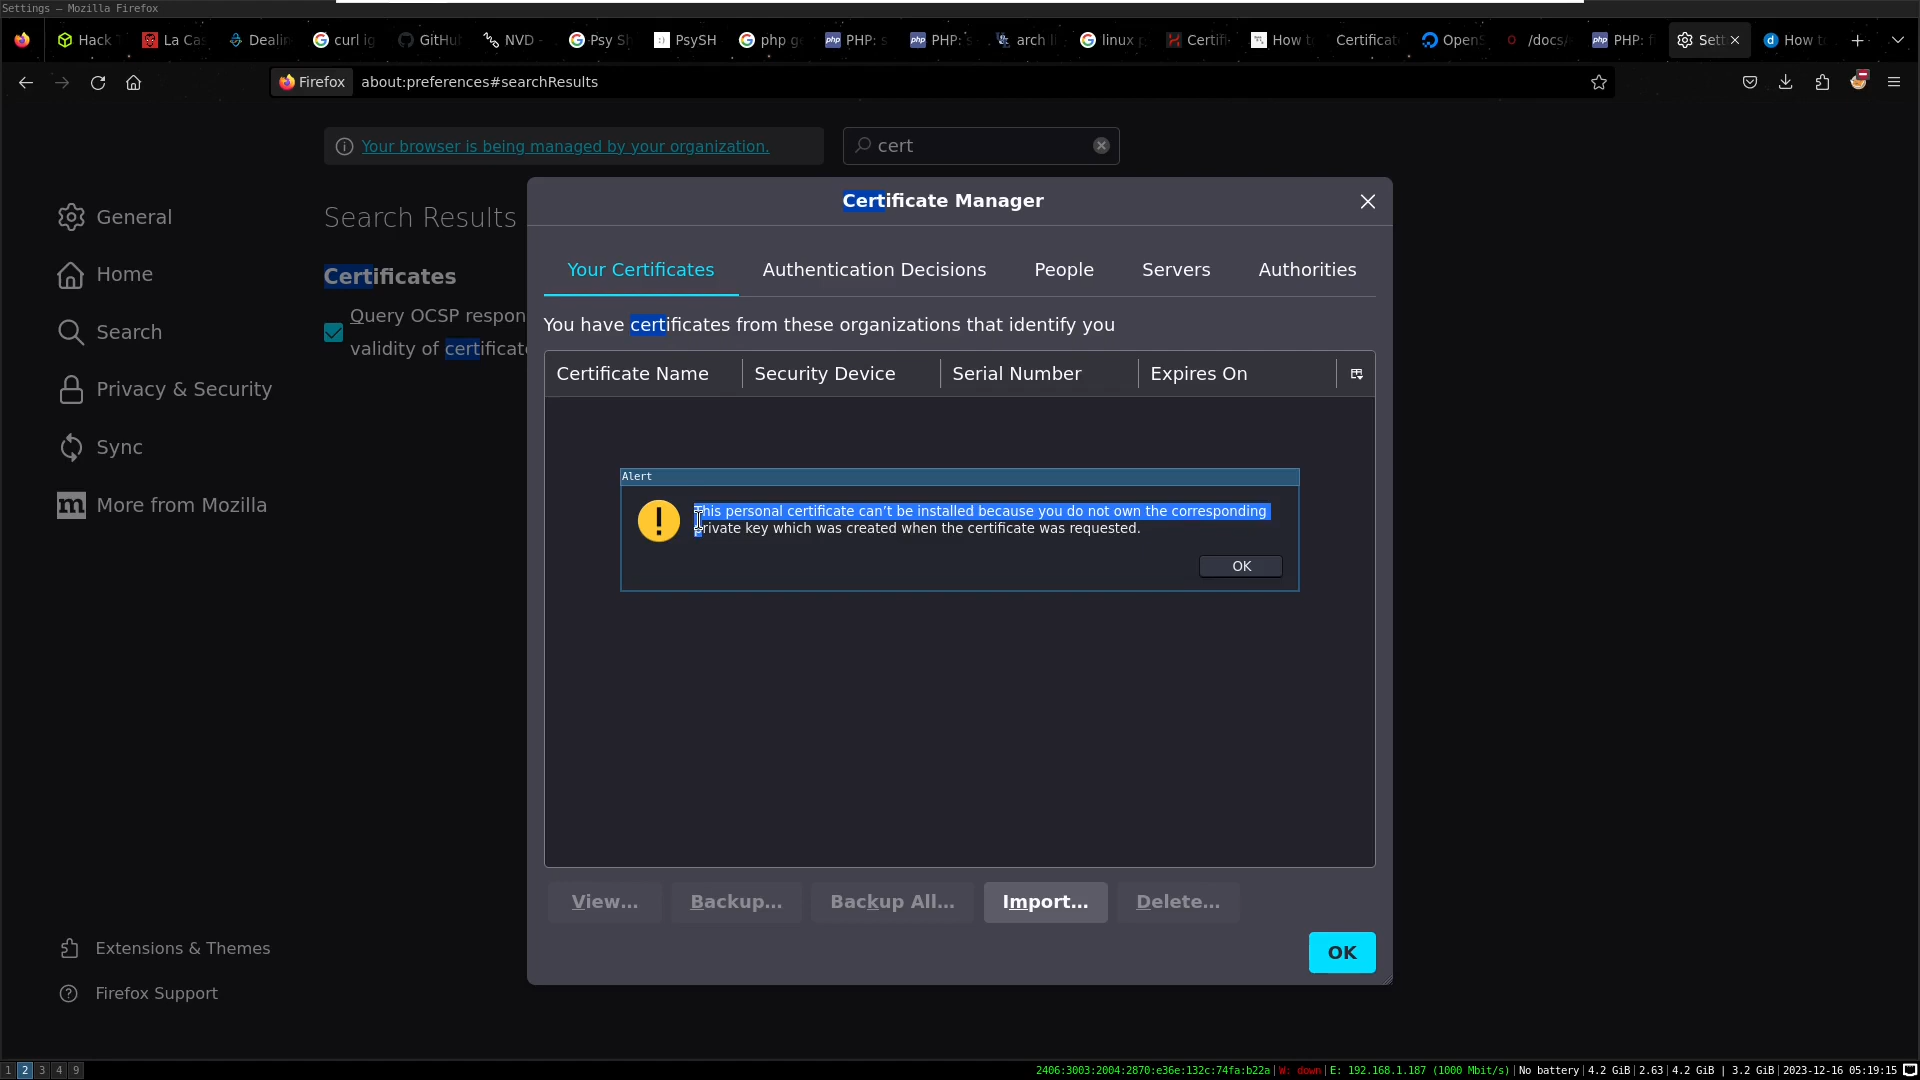 Settings — Mozilla Firefox
Hack
La Cas
Dealin
curl ig
GitHu
NVD -
Psy Sh
PsySH
php ge
PHP: s
PHP: s
arch li
linux p
Certifi
How t
Certificat
OpenS
/docs/
PHP: f
Sett
How to
Firefox
about:preferences#searchResults
Your browser is being managed by your organization.
cert
General
Home
Search
Privacy & Security
Sync
More from Mozilla
Extensions & Themes
Firefox Support
Search Results
Certificates
Query OCSP respon
validity of certificate
Certificate Manager
Your Certificates
Authentication Decisions
People
Servers
Authorities
You have certificates from these organizations that identify you
Certificate Name
Security Device
Serial Number
Expires On
Alert
This personal certificate can’t be installed because you do not own the corresponding
private key which was created when the certificate was requested.
OK
View…
Backup…
Backup All…
Import…
Delete…
OK
1 2 3 4 9
2406:3003:2004:2870:e36e:132c:74fa:b22a|W: down|E: 192.168.1.187 (1000 Mbit/s)|No battery|4.2 GiB|2.63|4.2 GiB | 3.2 GiB|2023-12-16 05:19:15